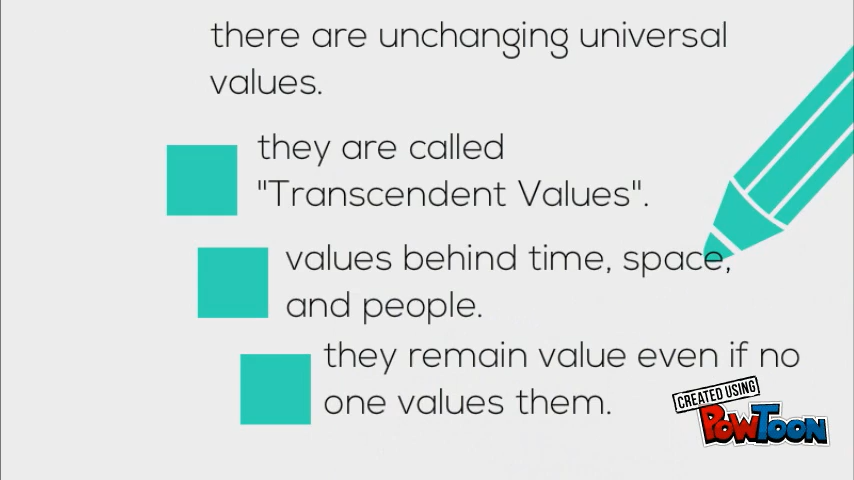 there are unchanging universal
values.
they are called
"Transcendent Values".
values behind time, space,
and people.
they remain value even if no
one values them.
CREATED USING
POWTOON